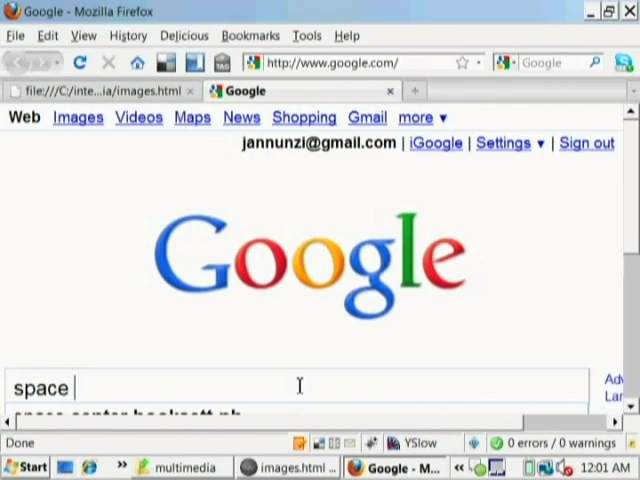 Google - Mozilla Firefox
File Edit View History Delicious Bookmarks Tools Help
http://www.google.com/ Google
file:///C:/inte...ia/images.html Google
Web Images Videos Maps News Shopping Gmail more ▼
jannunzi@gmail.com | iGoogle | Settings ▼ | Sign out
Google
space
Done YSlow 0 errors / 0 warnings
Start multimedia images.html ... Google - M... 12:01 AM